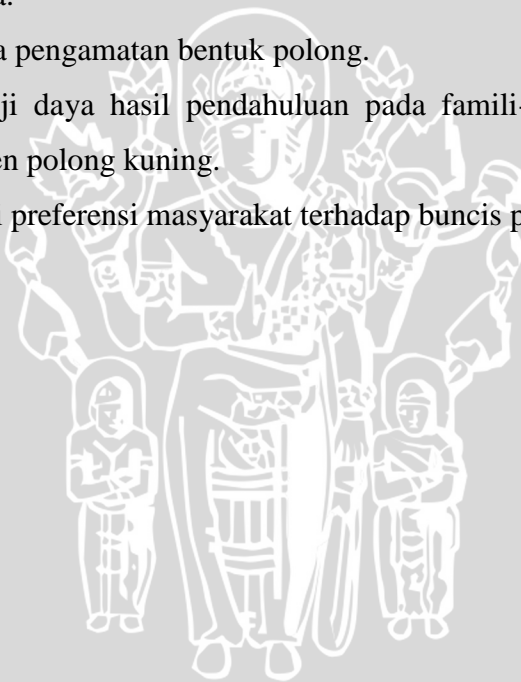 a.
a pengamatan bentuk polong.
ji daya hasil pendahuluan pada famili-
en polong kuning.
i preferensi masyarakat terhadap buncis p